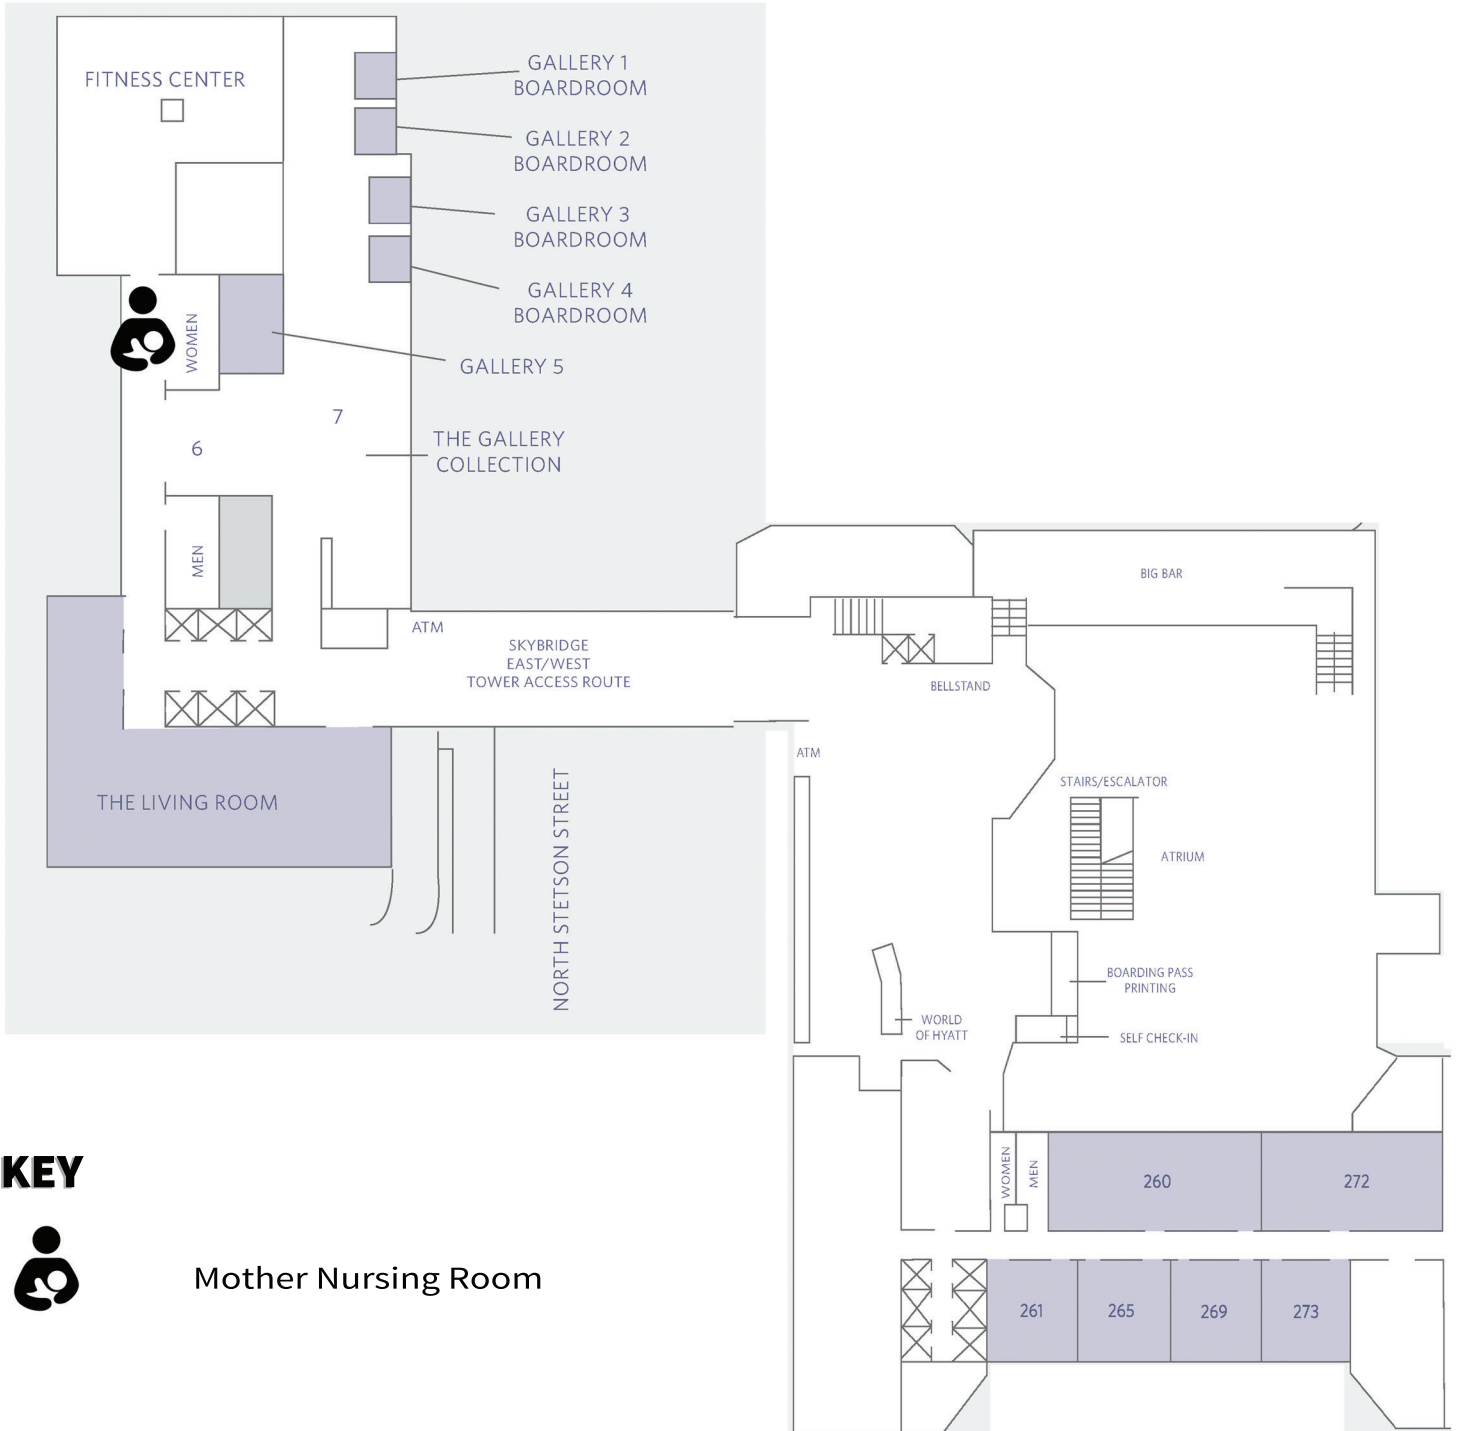 FITNESS CENTER
GALLERY 1
BOARDROOM
GALLERY 2
BOARDROOM
GALLERY 3
BOARDROOM
GALLERY 4
BOARDROOM
WOMEN
GALLERY 5
7
6
THE GALLERY
COLLECTION
MEN
ATM
SKYBRIDGE
EAST/WEST
TOWER ACCESS ROUTE
THE LIVING ROOM
NORTH STETSON STREET
BIG BAR
BELLSTAND
ATM
STAIRS/ESCALATOR
ATRIUM
BOARDING PASS
PRINTING
WORLD
OF HYATT
SELF CHECK-IN
WOMEN
MEN
260
272
261
265
269
273
KEY
Mother Nursing Room